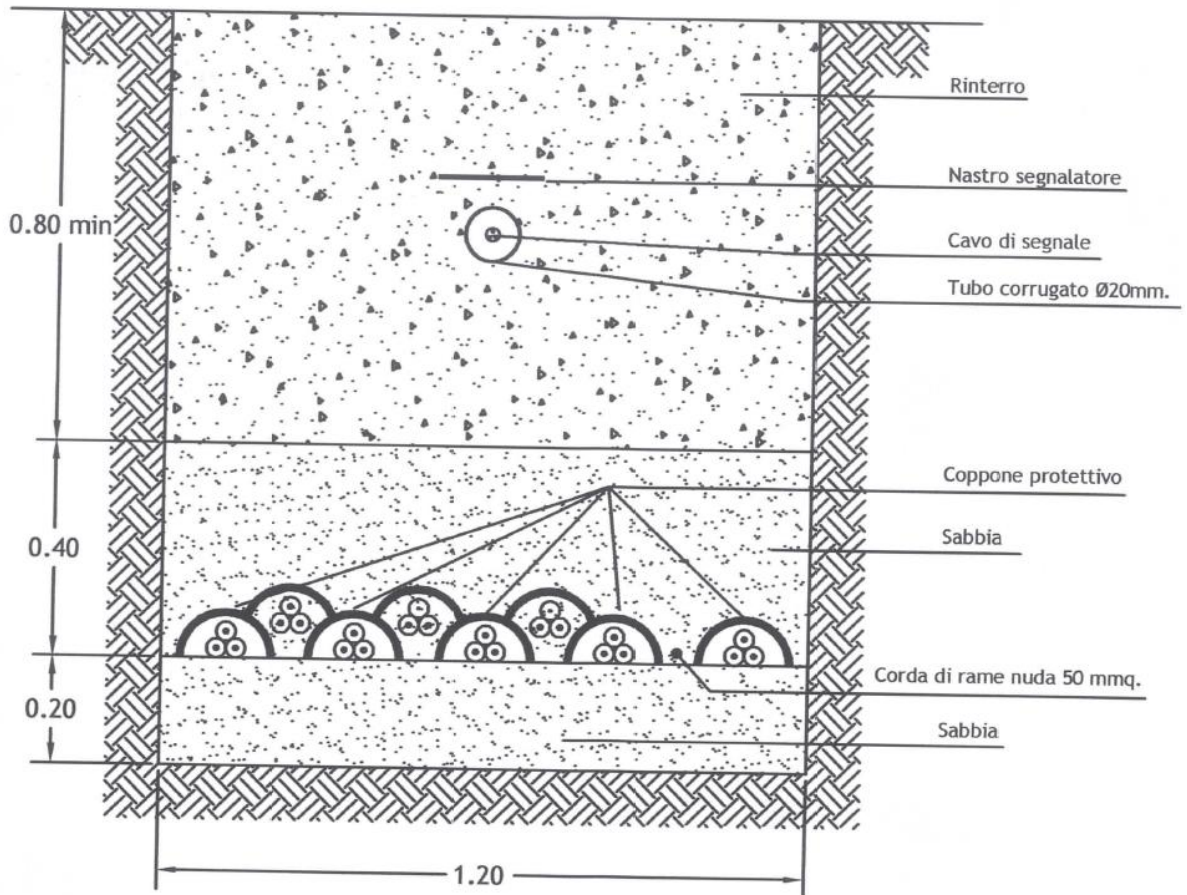 Rinterro
Nastro segnalatore
0.80 min
Cavo di segnale
Tubo corrugato Ø20mm.
Coppone protettivo
0.40
Sabbia
Corda di rame nuda 50 mmq.
0.20
Sabbia
1.20